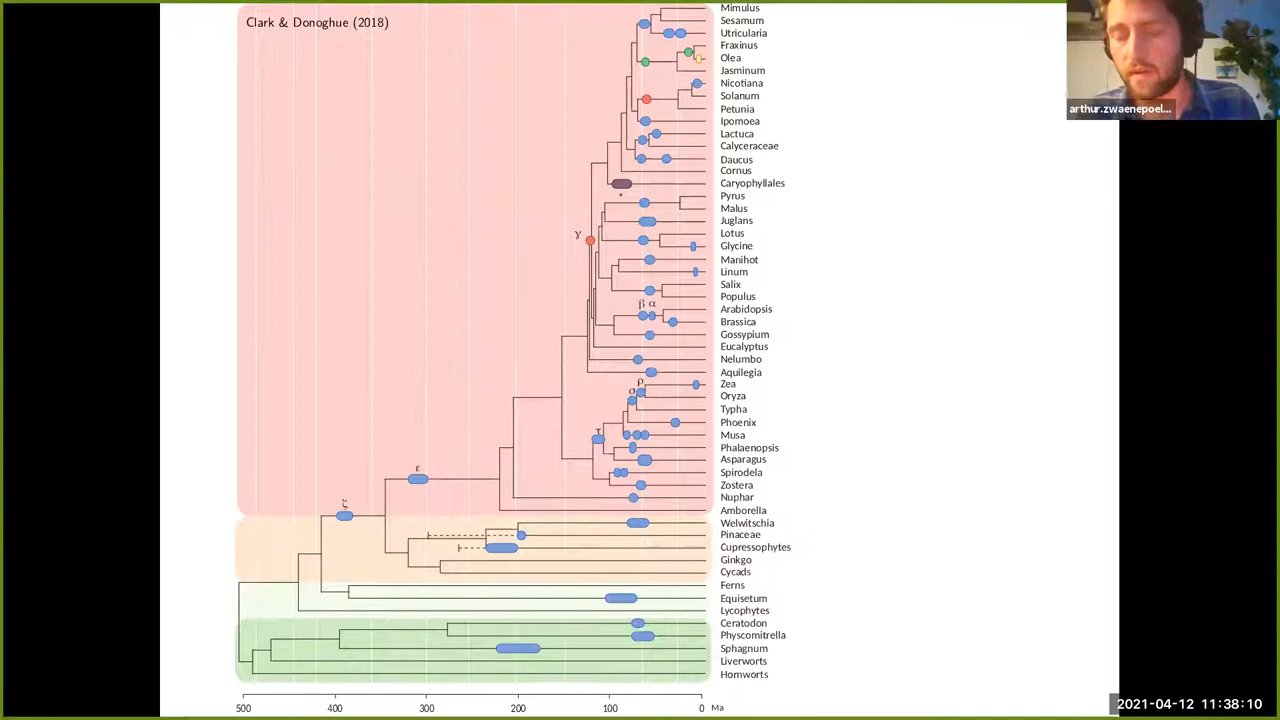 Clark & Donoghue (2018)
Mimulus
Sesamum
Utricularia
Fraxinus
Olea
Jasminum
Nicotiana
Solanum
Petunia
Ipomoea
Lactuca
Calyceraceae
Daucus
Cornus
Caryophyllales
*
Pyrus
Malus
Juglans
Lotus
γ
Glycine
Manihot
Linum
Salix
Populus
β α
Arabidopsis
Brassica
Gossypium
Eucalyptus
Nelumbo
Aquilegia
ρ
Zea
σ
Oryza
Typha
Phoenix
τ
Musa
Phalaenopsis
Asparagus
ε
Spirodela
Zostera
Nuphar
ζ
Amborella
Welwitschia
Pinaceae
Cupressophytes
Ginkgo
Cycads
Ferns
Equisetum
Lycophytes
Ceratodon
Physcomitrella
Sphagnum
Liverworts
Hornworts
500 400 300 200 100 0 Ma
arthur.zwaenepoel...
2021-04-12 11:38:10